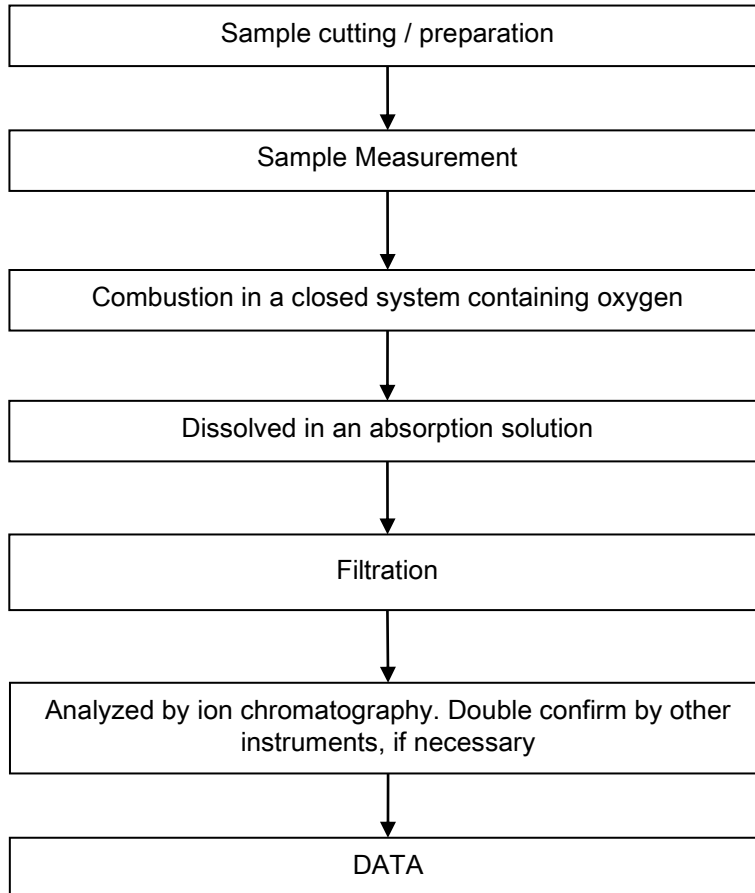 Sample cutting / preparation
Sample Measurement
Combustion in a closed system containing oxygen
Dissolved in an absorption solution
Filtration
Analyzed by ion chromatography. Double confirm by other
instruments, if necessary
DATA